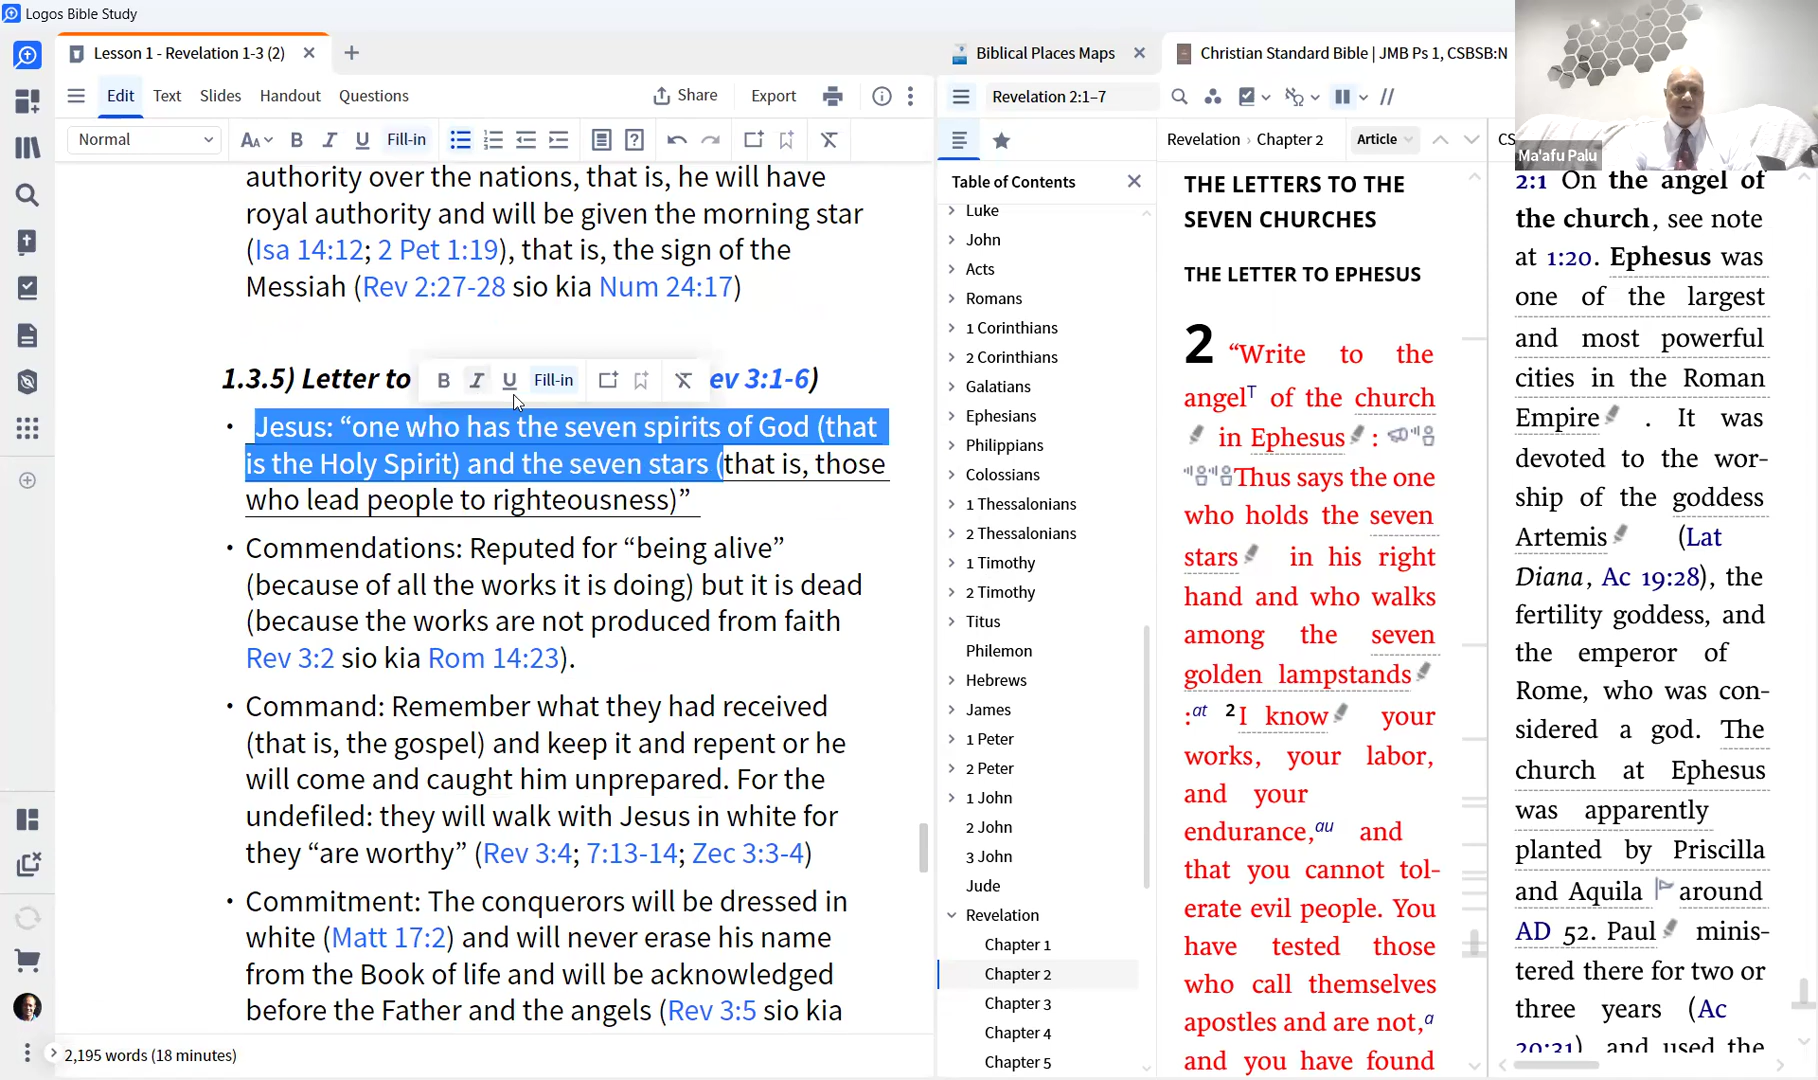 Logos Bible Study
Lesson 1 - Revelation 1-3 (2)
Edit Text Slides Handout Questions
Share Export
Normal
Fill-in
authority over the nations, that is, he will have
royal authority and will be given the morning star
(Isa 14:12; 2 Pet 1:19), that is, the sign of the
Messiah (Rev 2:27-28 sio kia Num 24:17)
1.3.5) Letter to
B I U Fill-in
ev 3:1-6)
• Jesus: “one who has the seven spirits of God (that
is the Holy Spirit) and the seven stars (that is, those
who lead people to righteousness)”
• Commendations: Reputed for “being alive”
(because of all the works it is doing) but it is dead
(because the works are not produced from faith
Rev 3:2 sio kia Rom 14:23).
• Command: Remember what they had received
(that is, the gospel) and keep it and repent or he
will come and caught him unprepared. For the
undefiled: they will walk with Jesus in white for
they “are worthy” (Rev 3:4; 7:13-14; Zec 3:3-4)
• Commitment: The conquerors will be dressed in
white (Matt 17:2) and will never erase his name
from the Book of life and will be acknowledged
before the Father and the angels (Rev 3:5 sio kia
2,195 words (18 minutes)
Biblical Places Maps
Christian Standard Bible | JMB Ps 1, CSBSB:N
Revelation 2:1–7
Revelation › Chapter 2
Article
CS
Table of Contents
Luke
John
Acts
Romans
1 Corinthians
2 Corinthians
Galatians
Ephesians
Philippians
Colossians
1 Thessalonians
2 Thessalonians
1 Timothy
2 Timothy
Titus
Philemon
Hebrews
James
1 Peter
2 Peter
1 John
2 John
3 John
Jude
Revelation
Chapter 1
Chapter 2
Chapter 3
Chapter 4
Chapter 5
THE LETTERS TO THE
SEVEN CHURCHES
THE LETTER TO EPHESUS
2 “Write to the
angelT of the church
in Ephesus :
Thus says the one
who holds the seven
stars in his right
hand and who walks
among the seven
golden lampstands
:at 2I know your
works, your labor,
and your
endurance,au and
that you cannot tol-
erate evil people. You
have tested those
who call themselves
apostles and are not,a
and you have found
Ma'afu Palu
2:1 On the angel of
the church, see note
at 1:20. Ephesus was
one of the largest
and most powerful
cities in the Roman
Empire . It was
devoted to the wor-
ship of the goddess
Artemis (Lat
Diana, Ac 19:28), the
fertility goddess, and
the emperor of
Rome, who was con-
sidered a god. The
church at Ephesus
was apparently
planted by Priscilla
and Aquila around
AD 52. Paul minis-
tered there for two or
three years (Ac
20:31), and used the